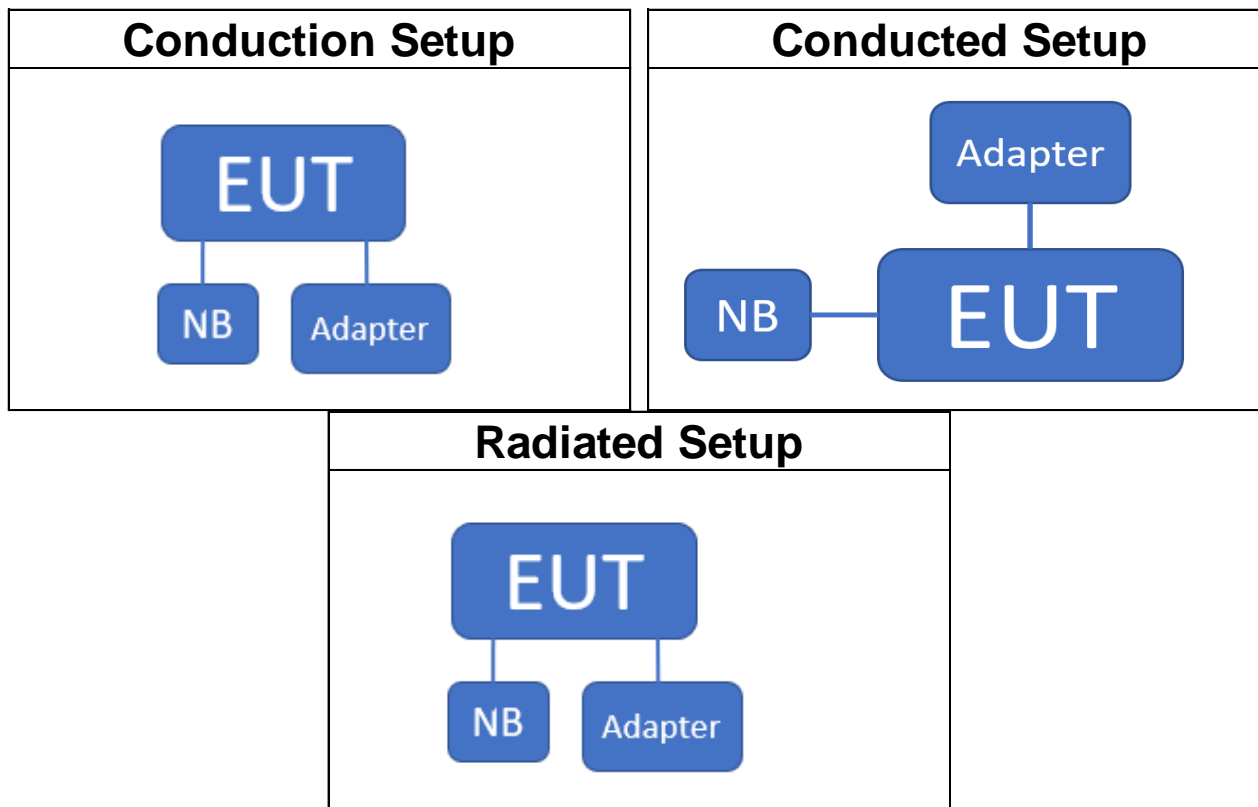 Conduction Setup
EUT
NB
Adapter
Conducted Setup
Adapter
NB
EUT
Radiated Setup
EUT
NB
Adapter